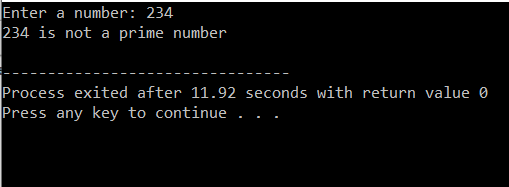 Enter a number: 234
234 is not a prime number
--------------------------------
Process exited after 11.92 seconds with return value 0
Press any key to continue . . .